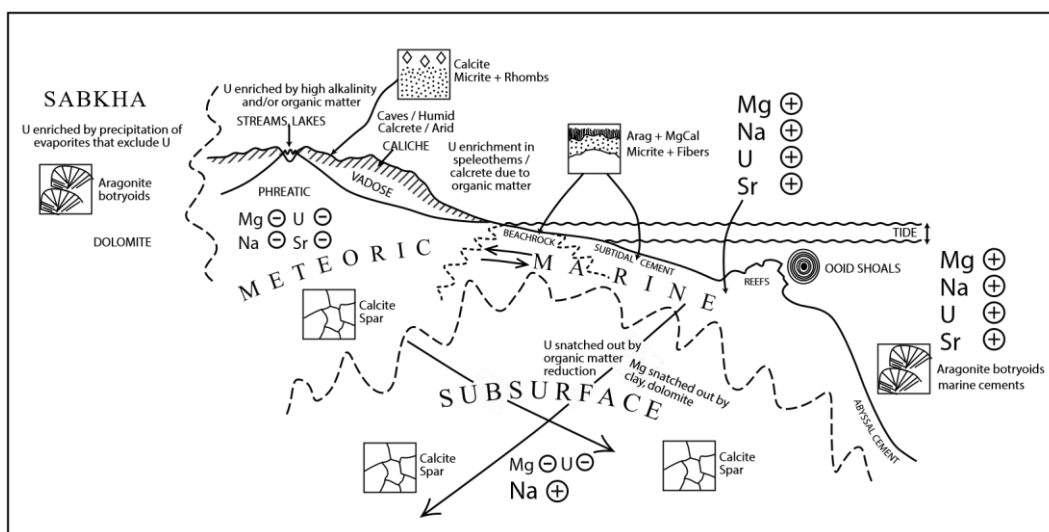 SABKHA
U enriched by precipitation of
evaporites that exclude U
Aragonite
botryoids
DOLOMITE
U enriched by high alkalinity
and/or organic matter
STREAMS, LAKES
Calcite
Micrite + Rhombs
Caves / Humid
Calcrete / Arid
CALICHE
VADOSE
PHREATIC
Mg ⊖ U ⊖
Na ⊖ Sr ⊖
METEORIC
U enrichment in
speleothems /
calcrete due to
organic matter
Arag + MgCal
Micrite + Fibers
Mg ⊕
Na ⊕
U ⊕
Sr ⊕
TIDE
BEACHROCK
SUBTIDAL CEMENT
MARINE
REEFS
OOID SHOALS
Mg ⊕
Na ⊕
U ⊕
Sr ⊕
Aragonite botryoids
marine cements
ABYSSAL CEMENT
Calcite
Spar
U snatched out by
organic matter
reduction
Mg snatched out by
clay, dolomite
SUBSURFACE
Calcite
Spar
Mg ⊖ U ⊖
Na ⊕
Calcite
Spar